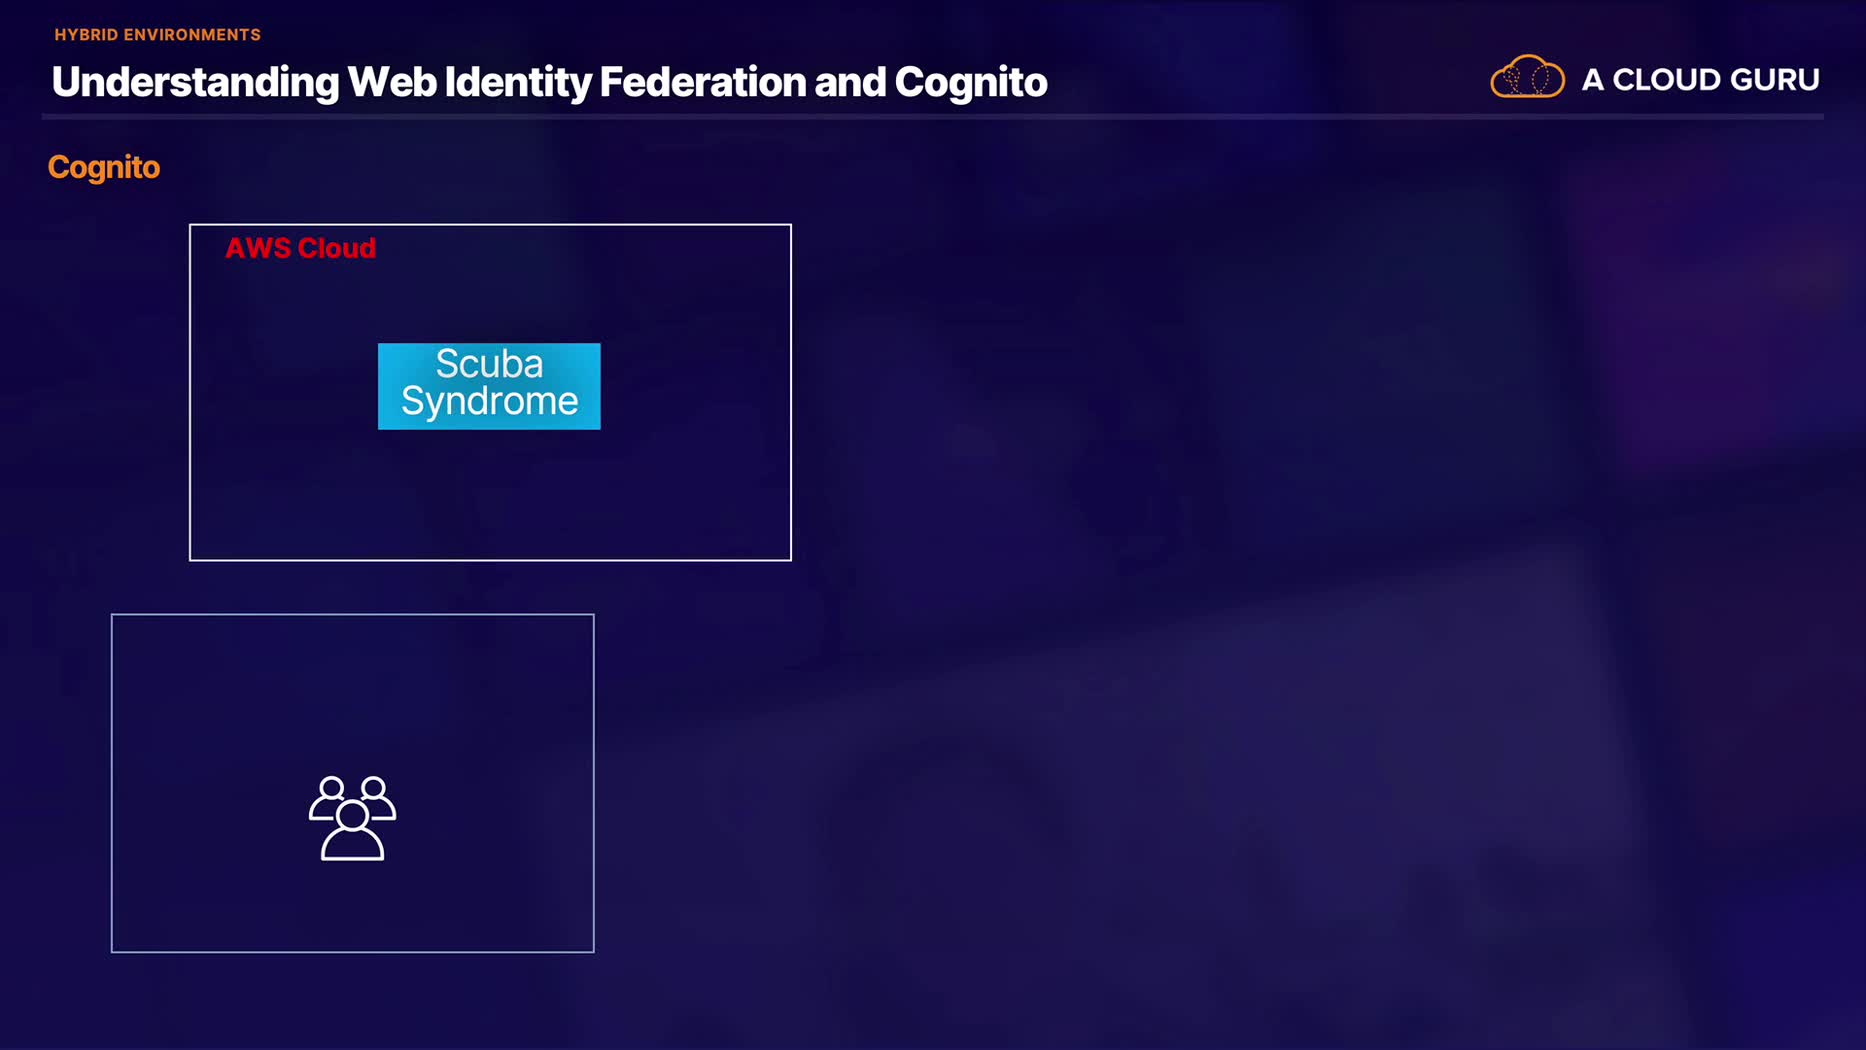 HYBRID ENVIRONMENTS
Understanding Web Identity Federation and Cognito
A CLOUD GURU
Cognito
AWS Cloud
Scuba
Syndrome